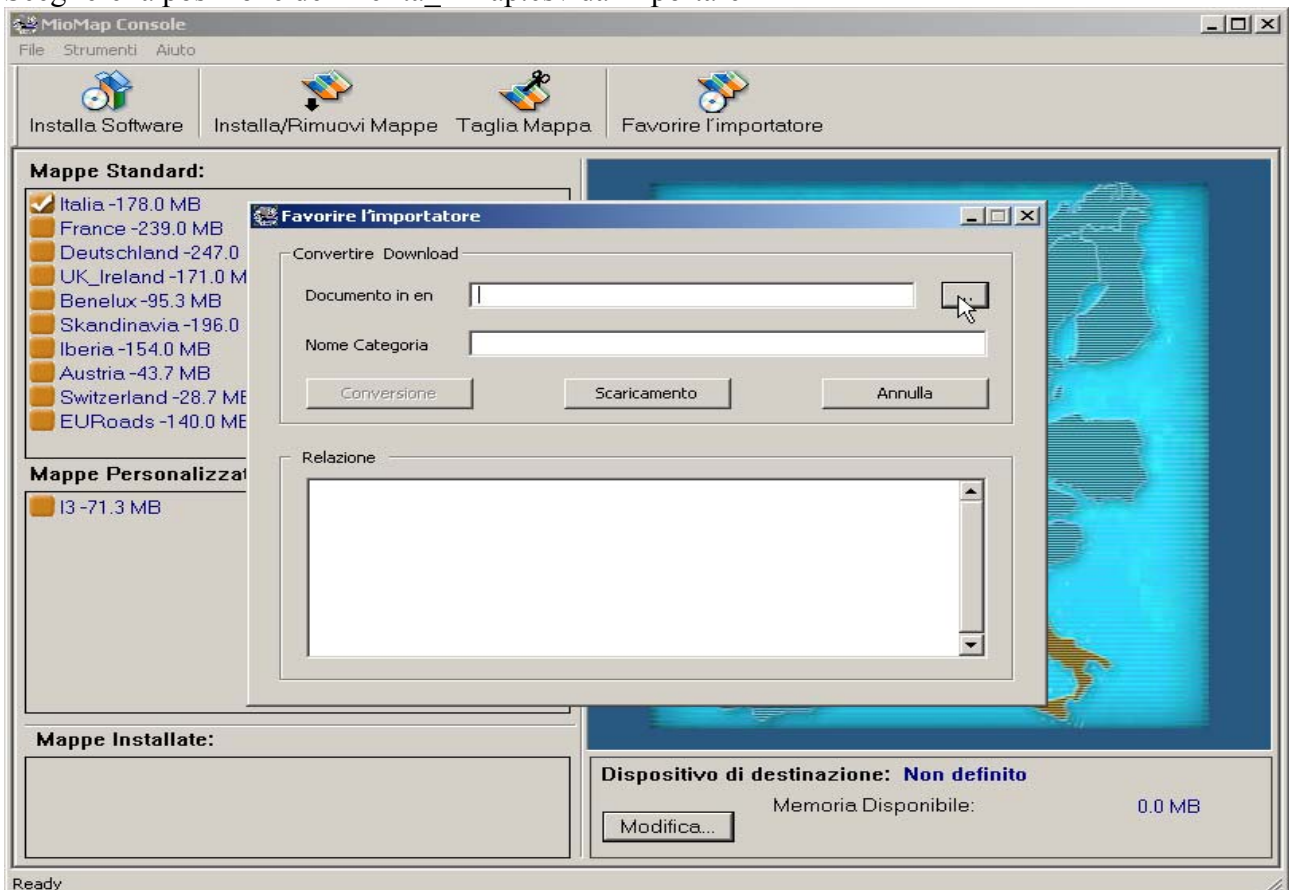 MioMap Console
File Strumenti Aiuto
Installa Software Installa/Rimuovi Mappe Taglia Mappa Favorire l'importatore
Mappe Standard:
Italia -178.0 MB
France -239.0 MB
Deutschland -247.0
UK_Ireland -171.0 M
Benelux -95.3 MB
Skandinavia -196.0
Iberia -154.0 MB
Austria -43.7 MB
Switzerland -28.7 ME
EURoads -140.0 ME
Mappe Personalizzat
I3 -71.3 MB
Mappe Installate:
Favorire l'importatore
Convertire Download
Documento in en ...
Nome Categoria
Conversione Scaricamento Annulla
Relazione
Dispositivo di destinazione: Non definito
Memoria Disponibile: 0.0 MB
Modifica...
Ready